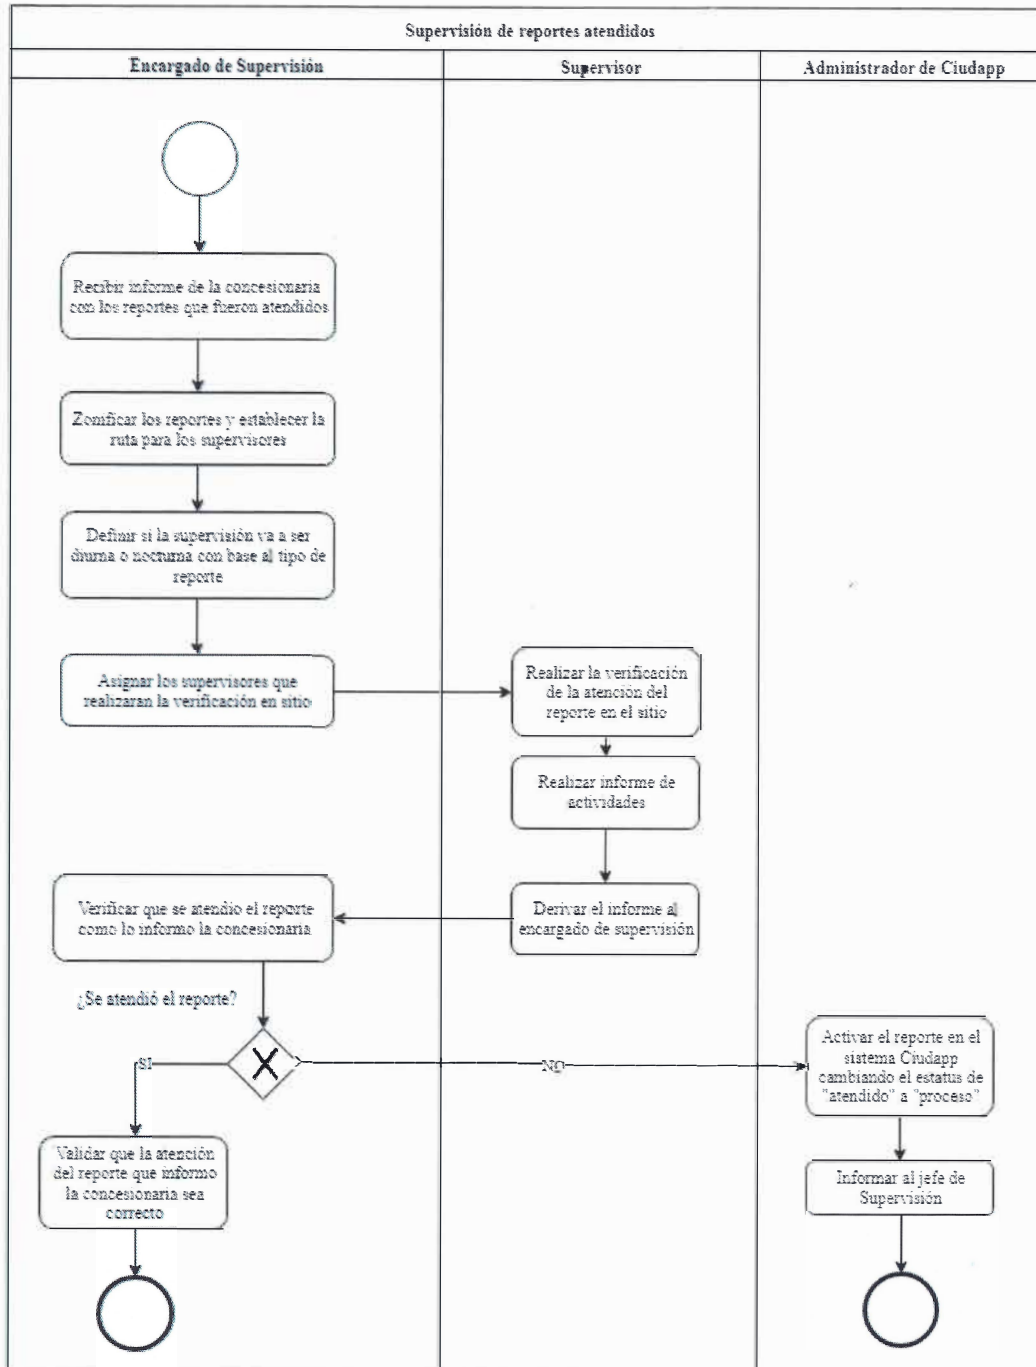 Supervisión de reportes atendidos
Encargado de Supervisión
Supervisor
Administrador de Ciudapp
Recibir informe de la concesionaria
con los reportes que fueron atendidos
Zonificar los reportes y establecer la
ruta para los supervisores
Definir si la supervisión va a ser
diurna o nocturna con base al tipo de
reporte
Asignar los supervisores que
realizaran la verificación en sitio
Realizar la verificación
de la atención del
reporte en el sitio
Realizar informe de
actividades
Derivar el informe al
encargado de supervisión
Verificar que se atendio el reporte
como lo informo la concesionaria
¿Se atendió el reporte?
SI
NO
Activar el reporte en el
sistema Ciudapp
cambiando el estatus de
"atendido" a "proceso"
Validar que la atención
del reporte que informo
la concesionaria sea
correcto
Informar al jefe de
Supervisión